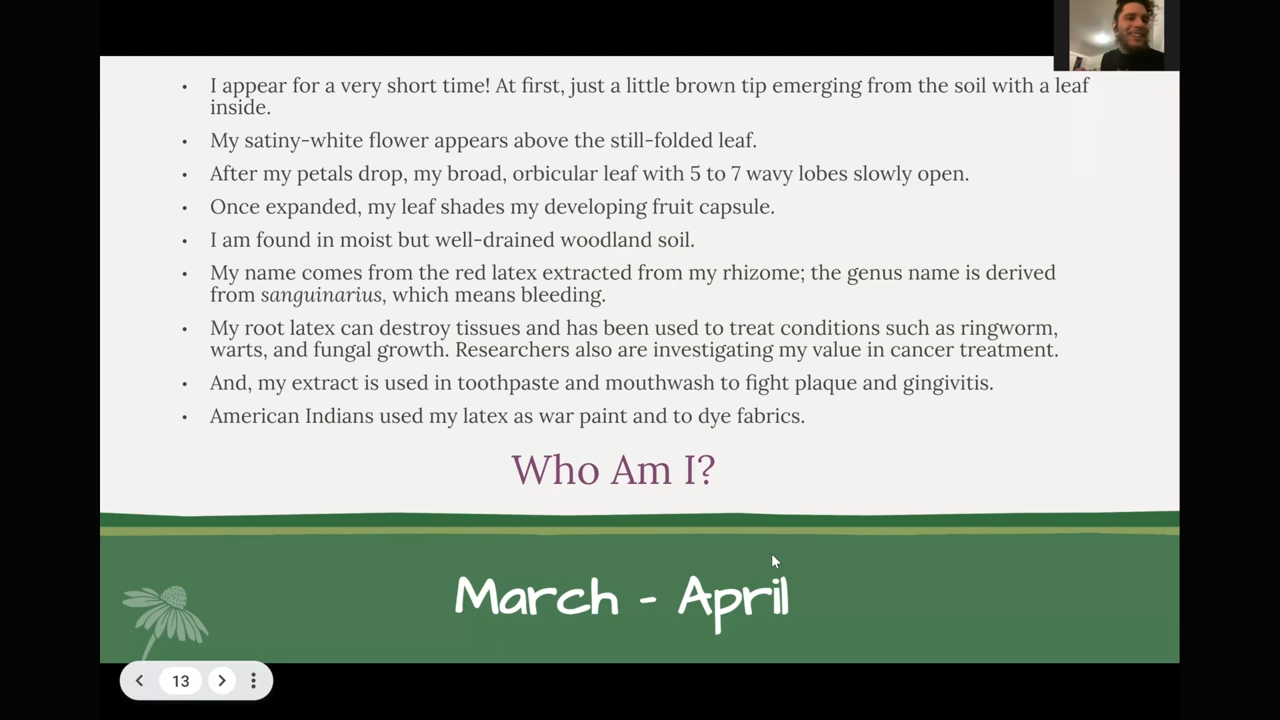 • I appear for a very short time! At first, just a little brown tip emerging from the soil with a leaf
inside.
• My satiny-white flower appears above the still-folded leaf.
• After my petals drop, my broad, orbicular leaf with 5 to 7 wavy lobes slowly open.
• Once expanded, my leaf shades my developing fruit capsule.
• I am found in moist but well-drained woodland soil.
• My name comes from the red latex extracted from my rhizome; the genus name is derived
from sanguinarius, which means bleeding.
• My root latex can destroy tissues and has been used to treat conditions such as ringworm,
warts, and fungal growth. Researchers also are investigating my value in cancer treatment.
• And, my extract is used in toothpaste and mouthwash to fight plaque and gingivitis.
• American Indians used my latex as war paint and to dye fabrics.
Who Am I?
March - April
13